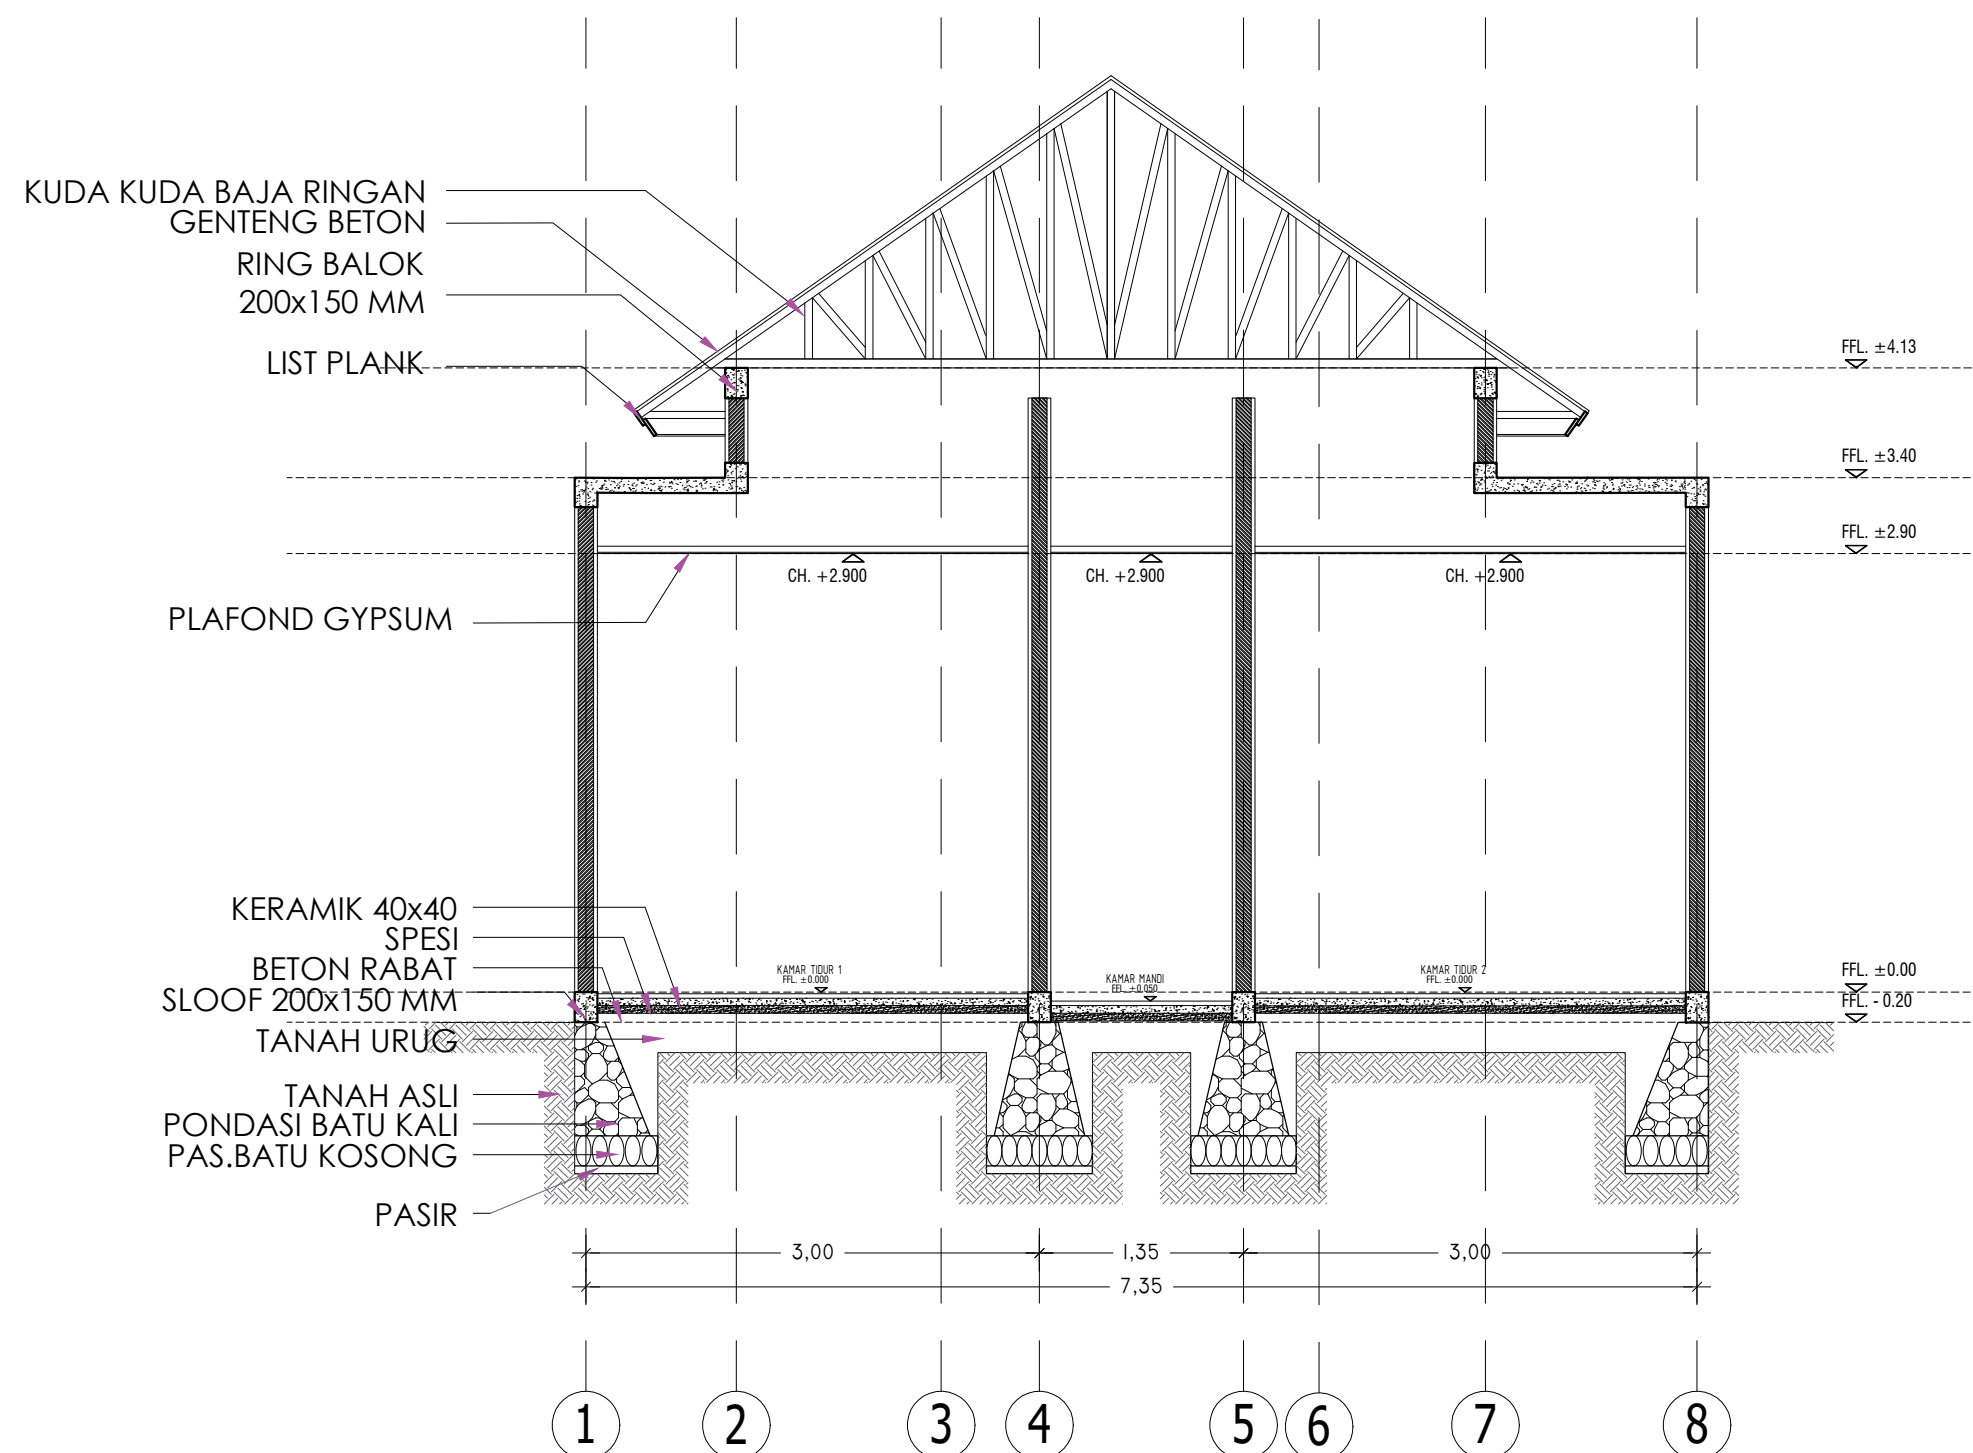 KUDA KUDA BAJA RINGAN
GENTENG BETON
RING BALOK
200x150 MM
LIST PLANK
FFL. ±4.13
FFL. ±3.40
FFL. ±2.90
CH. +2.900
CH. +2.900
CH. +2.900
PLAFOND GYPSUM
KERAMIK 40x40
SPESI
BETON RABAT
SLOOF 200x150 MM
TANAH URUG
TANAH ASLI
PONDASI BATU KALI
PAS.BATU KOSONG
PASIR
KAMAR TIDUR 1
FFL. ±0.000
KAMAR MANDI
FFL. ±0.050
KAMAR TIDUR 2
FFL. ±0.000
FFL. ±0.00
FFL. - 0.20
3,00
1,35
3,00
7,35
1
2
3
4
5
6
7
8